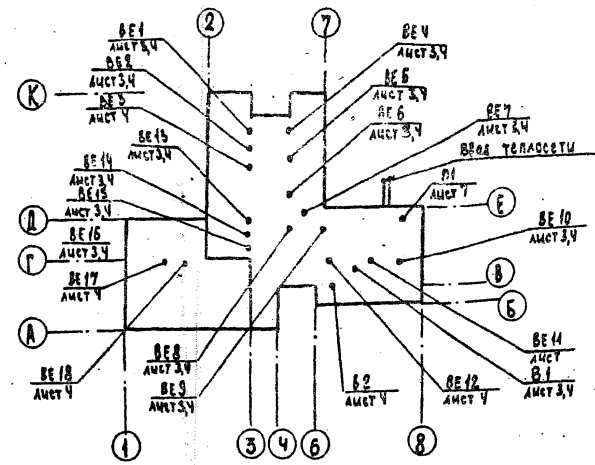 2
7
ВЕ1
лист 3,4
ВЕ2
лист 3,4
ВЕ3
лист 4
ВЕ4
лист 3,4
ВЕ5
лист 3,4
ВЕ6
лист 3,4
ВЕ7
лист 3,4
Ввод теплосети
К
ВЕ13
лист 3,4
ВЕ14
лист 3,4
ВЕ15
лист 3,4
П1
лист
Е
Д
ВЕ16
лист 3,4
ВЕ10
лист 3,4
Г
ВЕ17
лист 4
В
Б
А
ВЕ8
лист 3,4
ВЕ11
лист
ВЕ18
лист 4
ВЕ9
лист 3,4
В2
лист 4
ВЕ12
лист 4
В1
лист 3,4
1
3
4
6
8